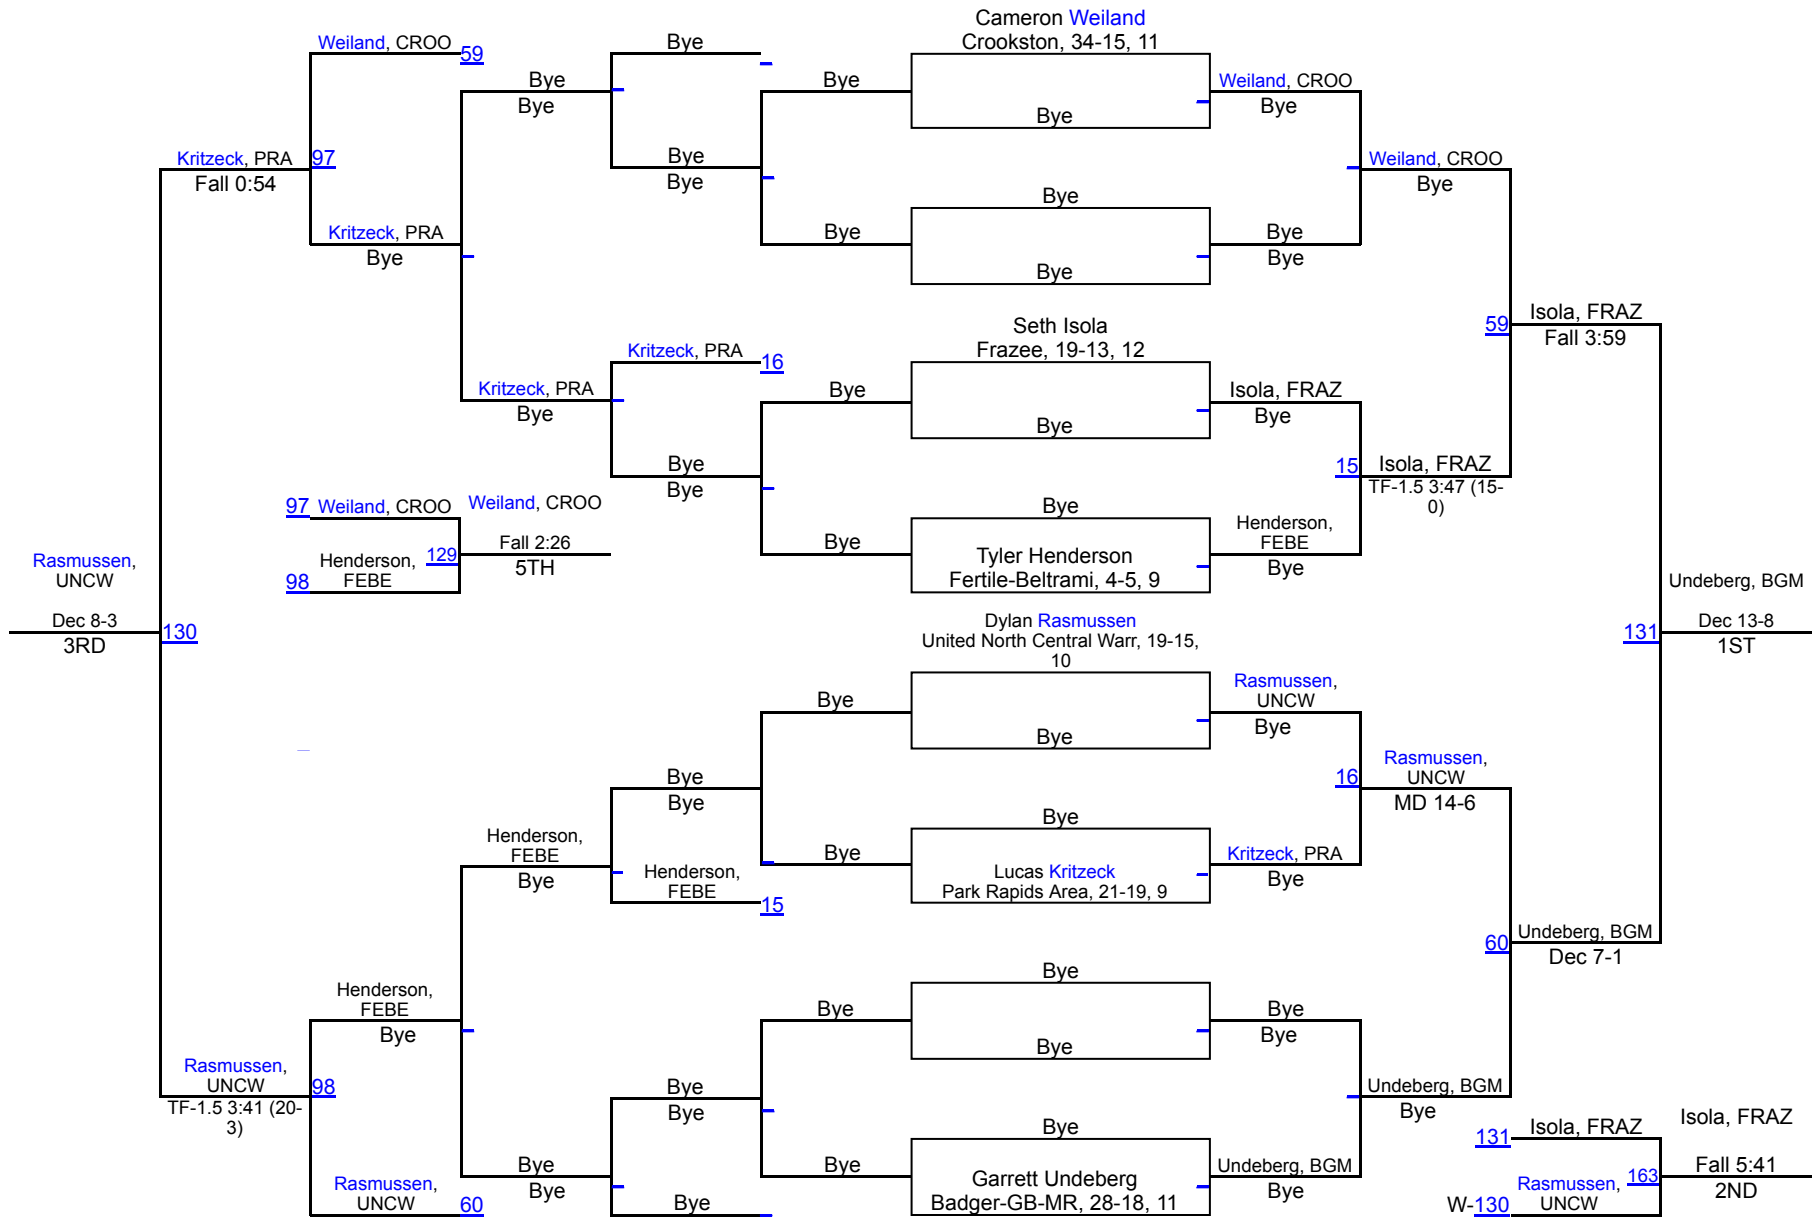 Cameron Weiland
Crookston, 34-15, 11
Weiland, CROO
59
Bye
Bye
Bye
Bye
Weiland, CROO
Bye
Bye
Bye
Kritzeck, PRA
97
Fall 0:54
Bye
Bye
Weiland, CROO
Bye
Bye
Kritzeck, PRA
Bye
Bye
Bye
Bye
Bye
Seth Isola
Frazee, 19-13, 12
59
Isola, FRAZ
Fall 3:59
Kritzeck, PRA
16
Kritzeck, PRA
Bye
Bye
Isola, FRAZ
Bye
Bye
Bye
Bye
15
Isola, FRAZ
TF-1.5 3:47 (15-
0)
97
Weiland, CROO
Weiland, CROO
Bye
Henderson,
FEBE
Bye
Bye
Tyler Henderson
Fertile-Beltrami, 4-5, 9
Henderson,
FEBE
129
Fall 2:26
5TH
98
Rasmussen,
UNCW
Dec 8-3
3RD
130
Undeberg, BGM
131
Dec 13-8
1ST
Dylan Rasmussen
United North Central Warr, 19-15,
10
Bye
Bye
Rasmussen,
UNCW
Bye
16
Rasmussen,
UNCW
MD 14-6
Bye
Bye
Bye
Henderson,
FEBE
Bye
Bye
Lucas Kritzeck
Park Rapids Area, 21-19, 9
Kritzeck, PRA
Bye
Henderson,
FEBE
15
60
Undeberg, BGM
Dec 7-1
Bye
Henderson,
FEBE
Bye
Bye
Bye
Bye
Bye
Rasmussen,
UNCW
98
TF-1.5 3:41 (20-
3)
Bye
Bye
Undeberg, BGM
Bye
Bye
131
Isola, FRAZ
Isola, FRAZ
Bye
Bye
Bye
Garrett Undeberg
Badger-GB-MR, 28-18, 11
Undeberg, BGM
Bye
Rasmussen,
UNCW
60
Bye
W-130
Rasmussen,
UNCW
163
Fall 5:41
2ND